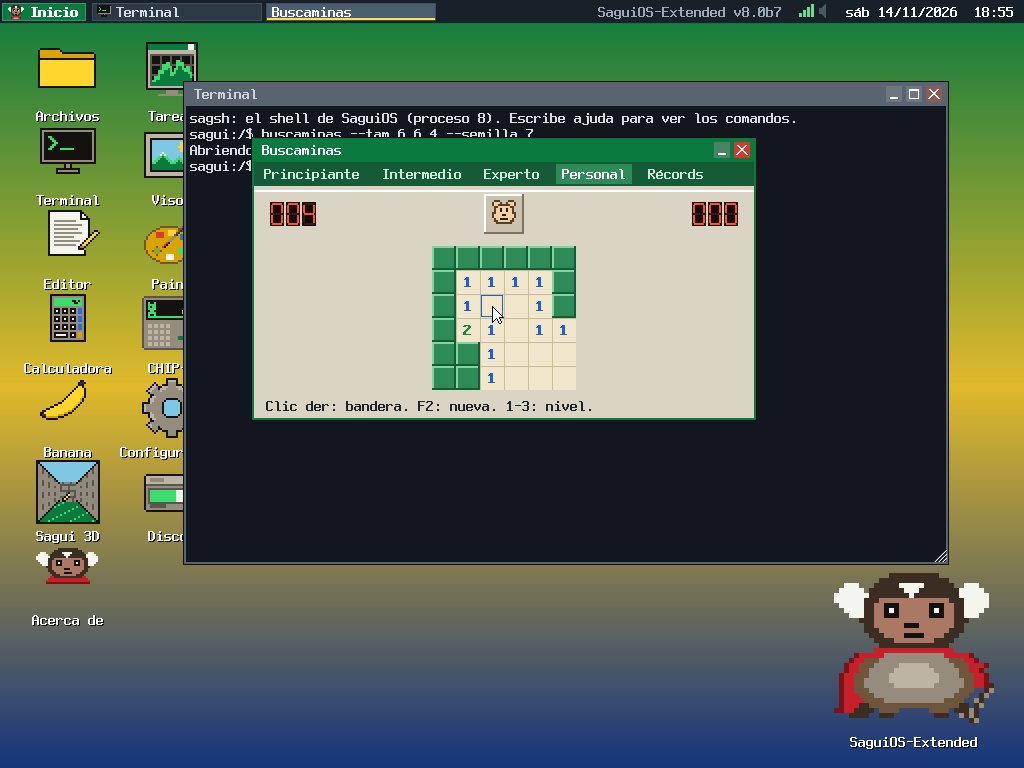 Inicio
Terminal
Buscaminas
SaguiOS-Extended v8.0b7
sáb 14/11/2026 18:55
Archivos
Terminal
Editor
Calculadora
CHIP-
Banana
Configur
Sagui 3D
Disco
Acerca de
Terminal
sagsh: el shell de SaguiOS (proceso 8). Escribe ajuda para ver los comandos.
sagui:/$ buscaminas --tam 6 6 4 --semilla 7
Abriendo
sagui:/$
Buscaminas
Principiante Intermedio Experto Personal Récords
004 000
1 1 1 1
1 1
2 1 1 1
1
1
Clic der: bandera. F2: nueva. 1-3: nivel.
SaguiOS-Extended